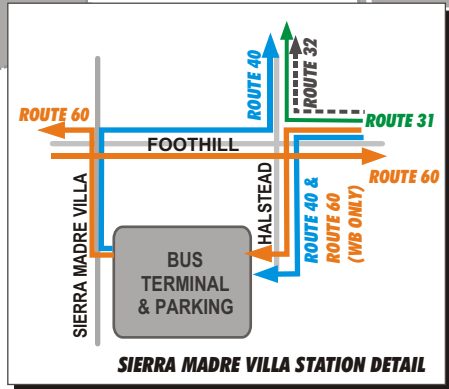 ROUTE 40
ROUTE 32
ROUTE 60
ROUTE 31
FOOTHILL
ROUTE 60
SIERRA MADRE VILLA
HALSTEAD
ROUTE 40 &
ROUTE 60
(WB ONLY)
BUS
TERMINAL
& PARKING
SIERRA MADRE VILLA STATION DETAIL